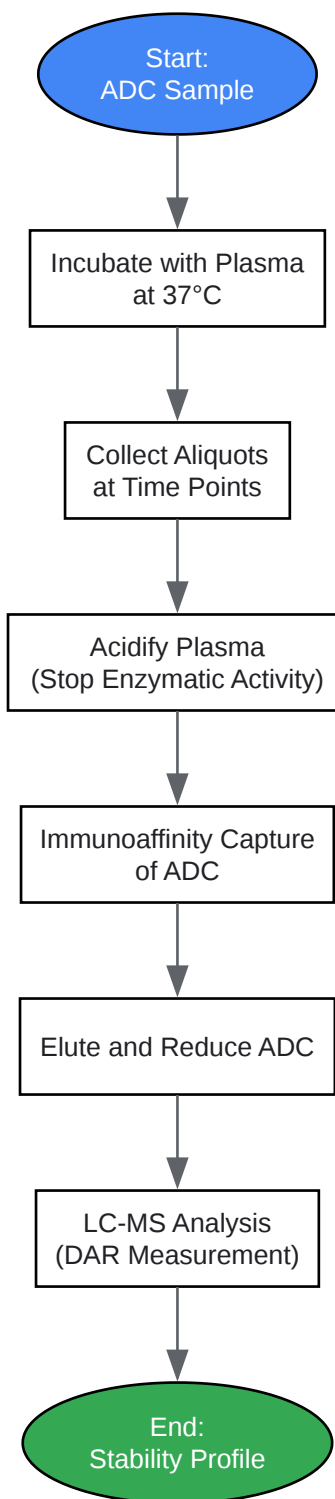 Start:
ADC Sample
Incubate with Plasma
at 37°C
Collect Aliquots
at Time Points
Acidify Plasma
(Stop Enzymatic Activity)
Immunoaffinity Capture
of ADC
Elute and Reduce ADC
LC-MS Analysis
(DAR Measurement)
End:
Stability Profile